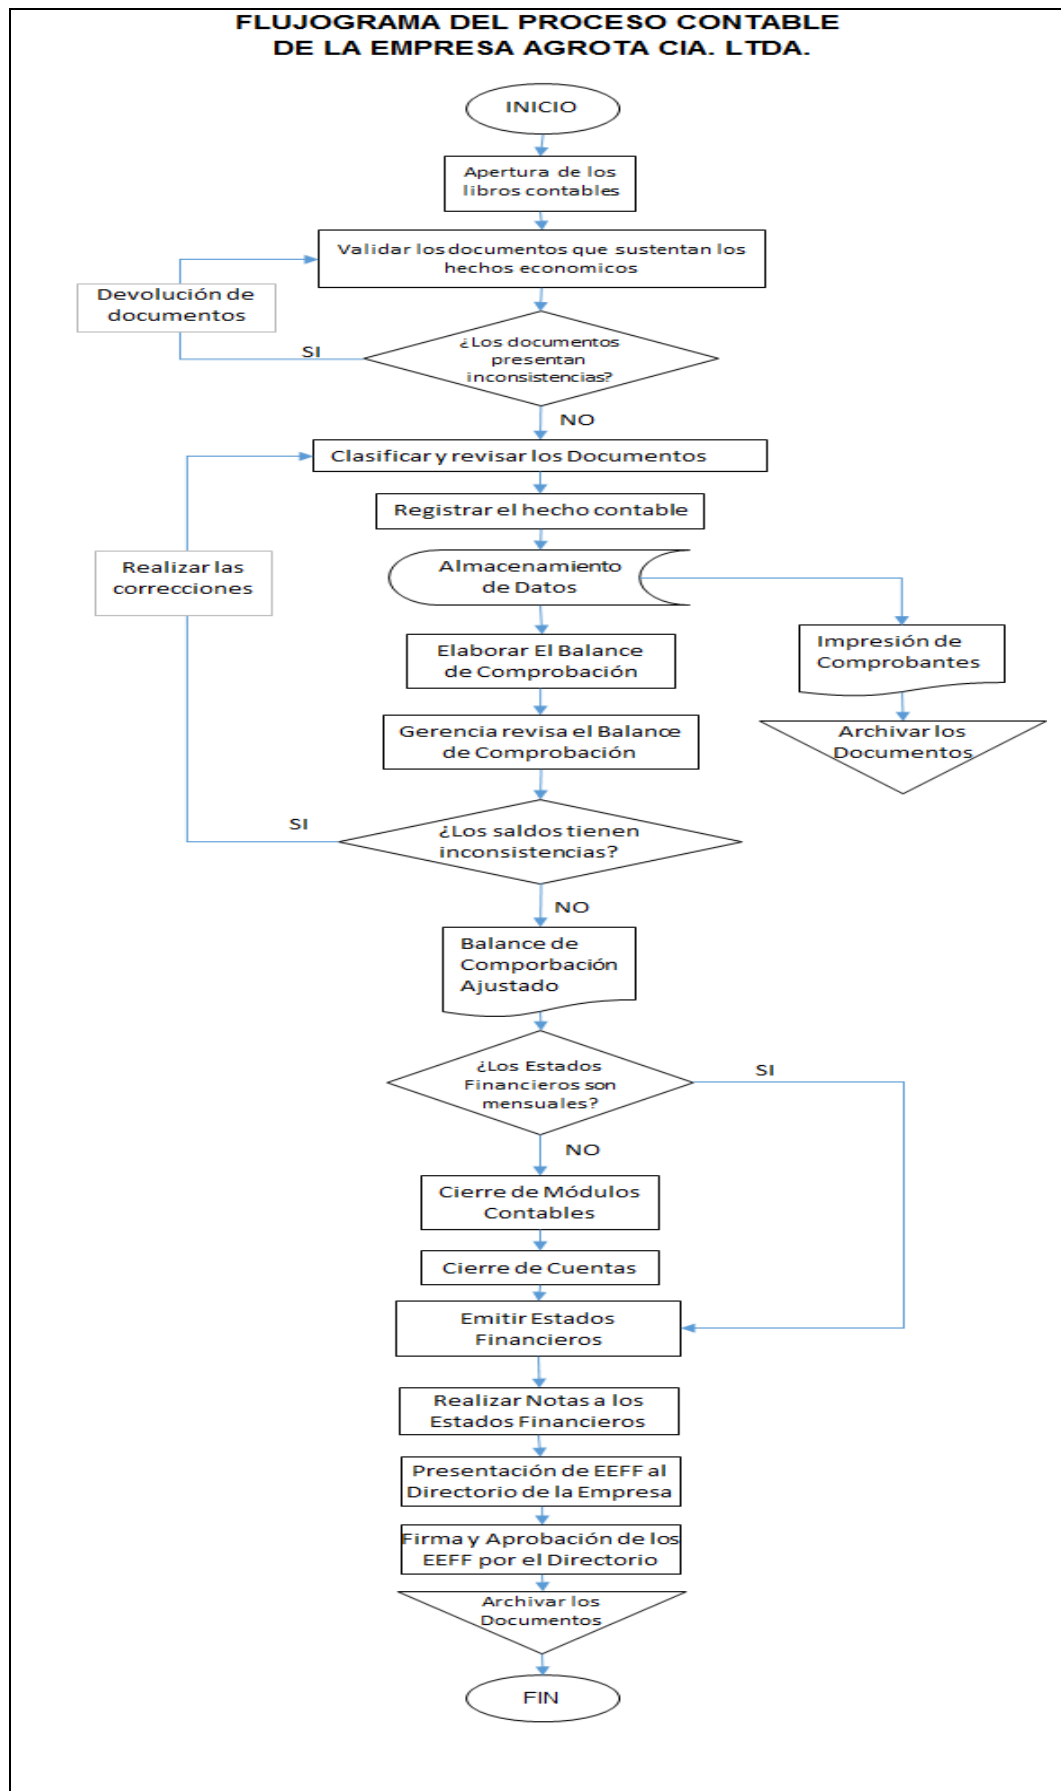 FLUJOGRAMA DEL PROCESO CONTABLE
DE LA EMPRESA AGROTA CIA. LTDA.
INICIO
Apertura de los
libros contables
Validar los documentos que sustentan los
hechos economicos
Devolución de
documentos
SI
¿Los documentos
presentan
inconsistencias?
NO
Clasificar y revisar los Documentos
Registrar el hecho contable
Realizar las
correcciones
Almacenamiento
de Datos
Impresión de
Comprobantes
Elaborar El Balance
de Comprobación
Archivar los
Documentos
Gerencia revisa el Balance
de Comprobación
SI
¿Los saldos tienen
inconsistencias?
NO
Balance de
Comporbación
Ajustado
¿Los Estados
Financieros son
mensuales?
SI
NO
Cierre de Módulos
Contables
Cierre de Cuentas
Emitir Estados
Financieros
Realizar Notas a los
Estados Financieros
Presentación de EEFF al
Directorio de la Empresa
Firma y Aprobación de los
EEFF por el Directorio
Archivar los
Documentos
FIN